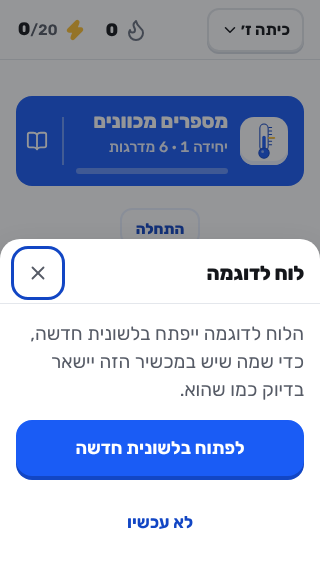 כיתה ז׳
0
0/20
מספרים מכוונים
יחידה 1 • 6 מדרגות
התחלה
לוח לדוגמה
הלוח לדוגמה ייפתח בלשונית חדשה,
כדי שמה שיש במכשיר הזה יישאר
בדיוק כמו שהוא.
לפתוח בלשונית חדשה
לא עכשיו